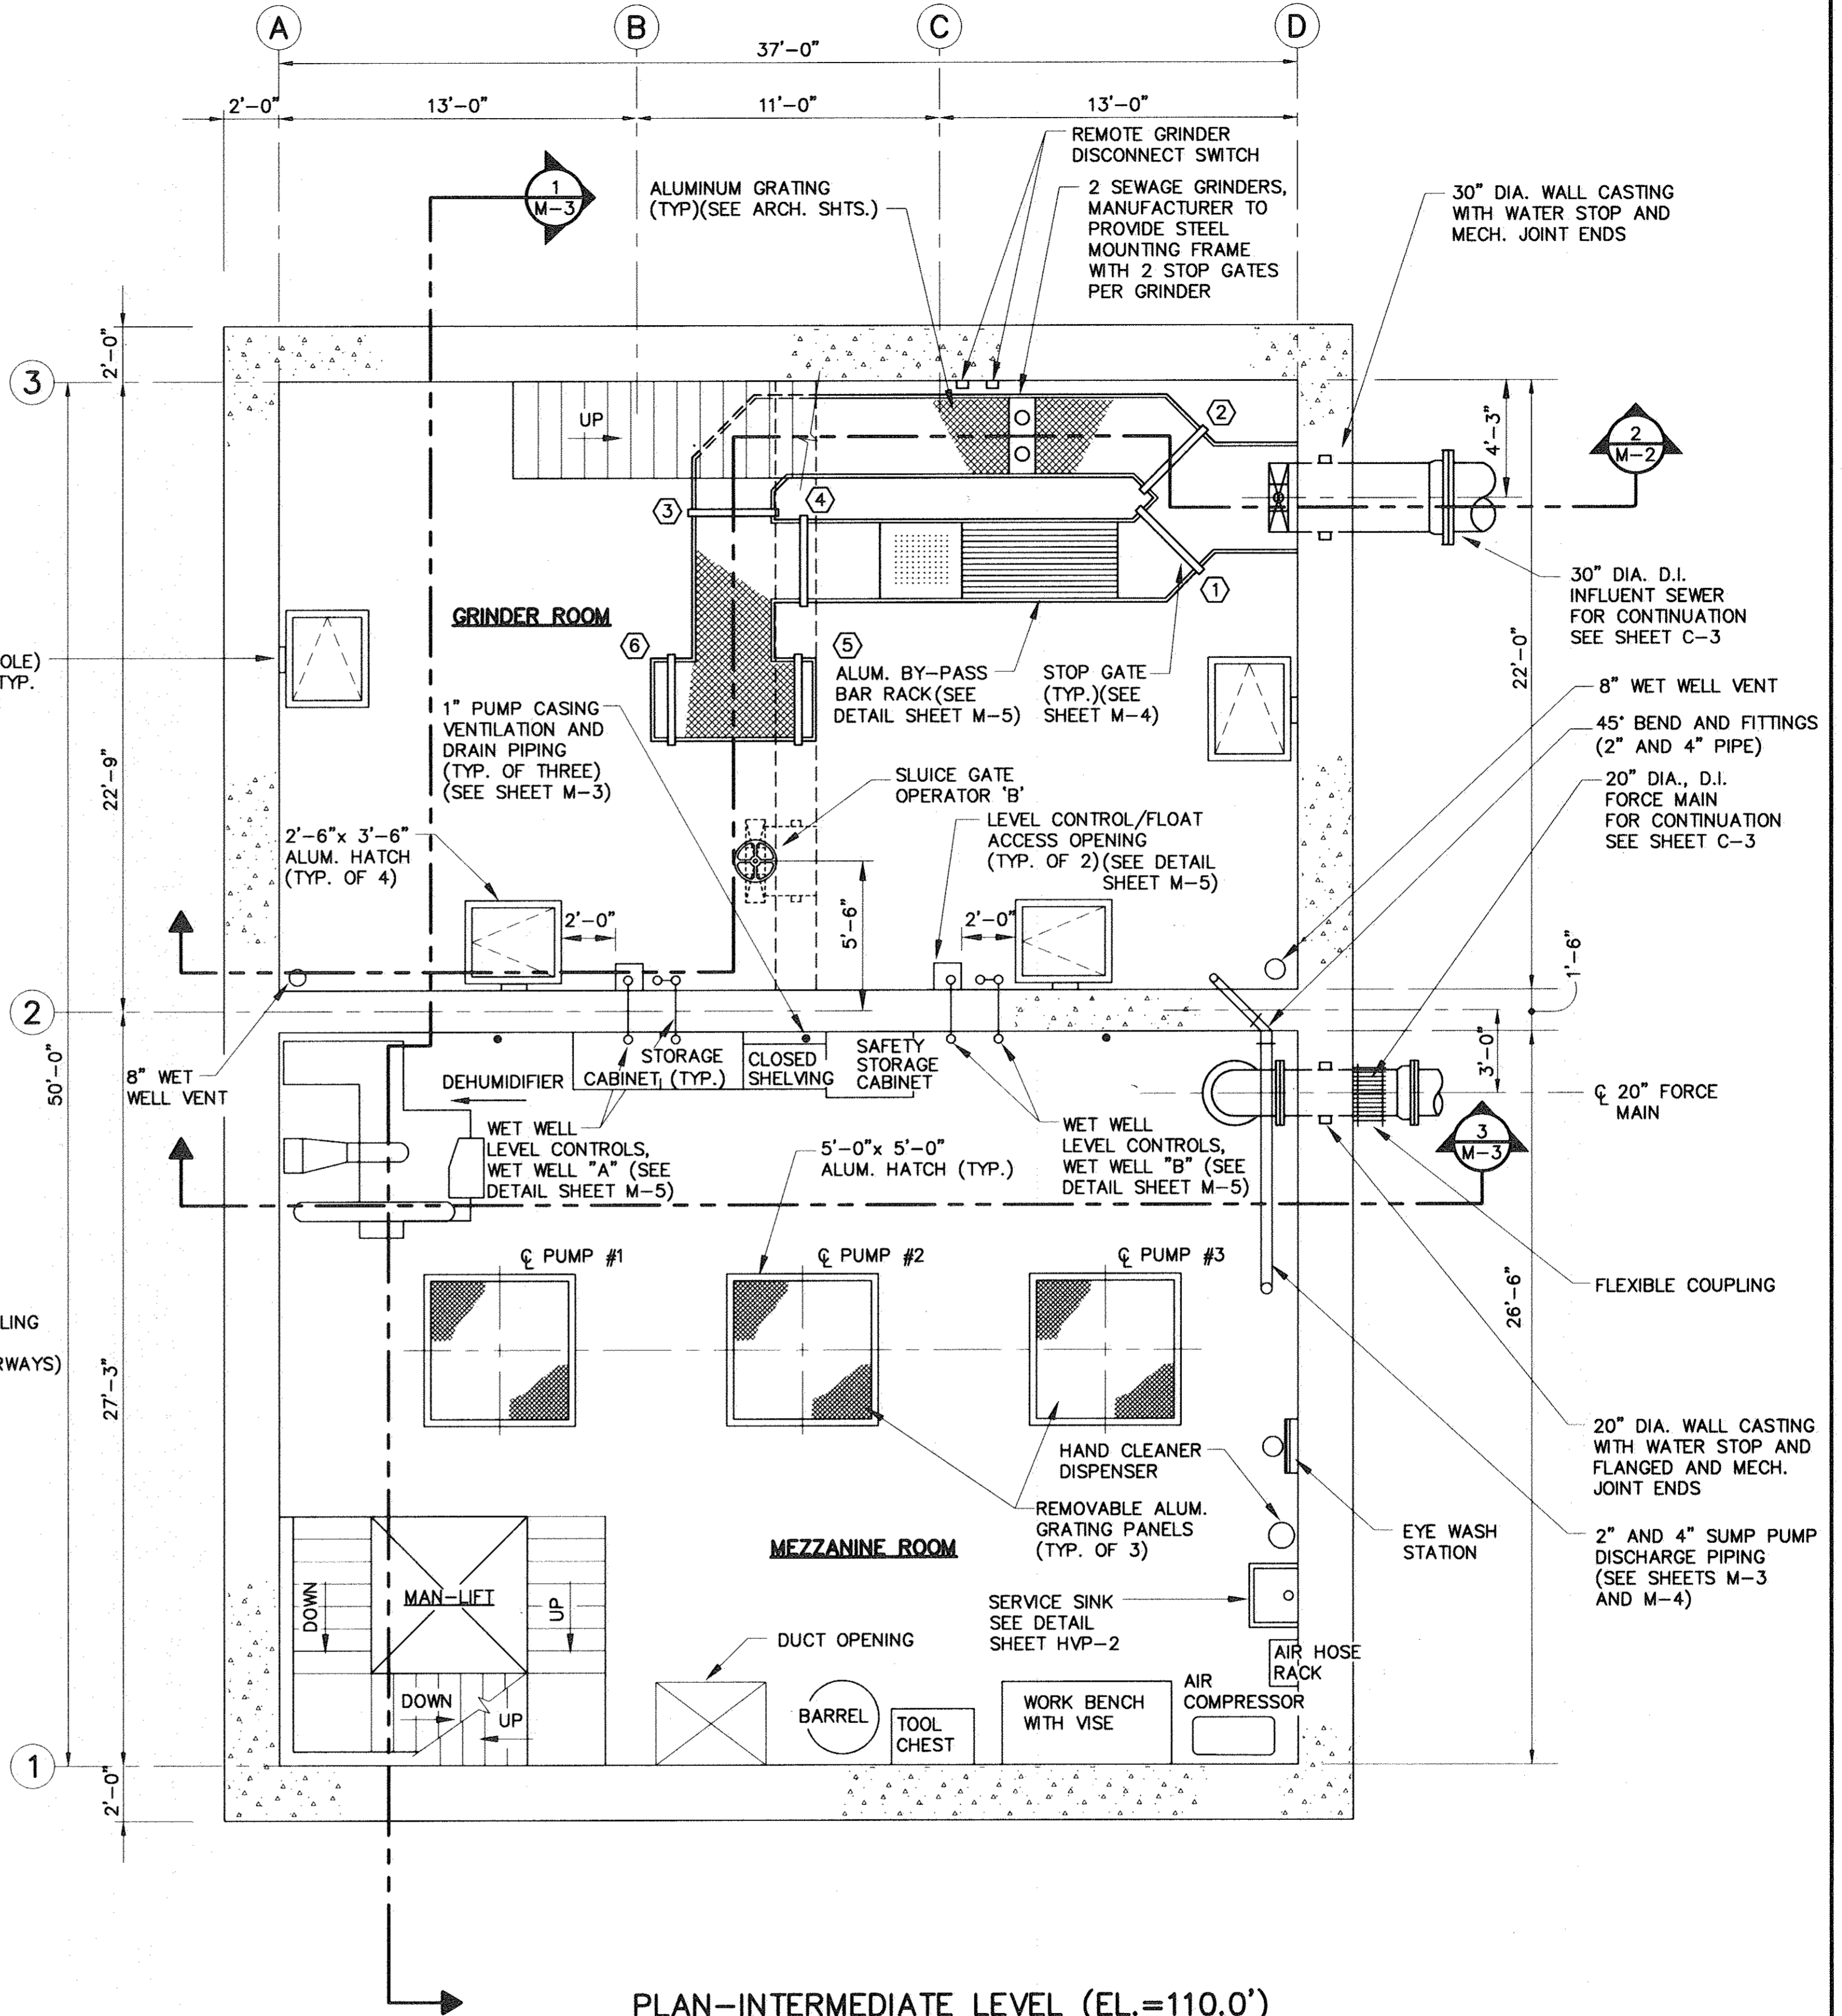 A
B
C
D
37'-0"
2'-0"
13'-0"
11'-0"
13'-0"
REMOTE GRINDER
DISCONNECT SWITCH
1
M-3
ALUMINUM GRATING
(TYP)(SEE ARCH. SHTS.)
2 SEWAGE GRINDERS,
MANUFACTURER TO
PROVIDE STEEL
MOUNTING FRAME
WITH 2 STOP GATES
PER GRINDER
30" DIA. WALL CASTING
WITH WATER STOP AND
MECH. JOINT ENDS
2'-0"
3
UP
2
4'-3"
2
M-2
3
4
1
30" DIA. D.I.
INFLUENT SEWER
FOR CONTINUATION
SEE SHEET C-3
GRINDER ROOM
6
5
OLE)
TYP.
ALUM. BY-PASS
BAR RACK(SEE
DETAIL SHEET M-5)
STOP GATE
(TYP.)(SEE
SHEET M-4)
22'-0"
8" WET WELL VENT
1" PUMP CASING
VENTILATION AND
DRAIN PIPING
(TYP. OF THREE)
(SEE SHEET M-3)
45° BEND AND FITTINGS
(2" AND 4" PIPE)
22'-9"
SLUICE GATE
OPERATOR 'B'
20" DIA., D.I.
FORCE MAIN
FOR CONTINUATION
SEE SHEET C-3
2'-6"x 3'-6"
ALUM. HATCH
(TYP. OF 4)
LEVEL CONTROL/FLOAT
ACCESS OPENING
(TYP. OF 2)(SEE DETAIL
SHEET M-5)
2'-0"
5'-6"
2'-0"
1'-6"
2
50'-0"
8" WET
WELL VENT
DEHUMIDIFIER
STORAGE
CABINET (TYP.)
CLOSED
SHELVING
SAFETY
STORAGE
CABINET
3'-0"
℄ 20" FORCE
MAIN
WET WELL
LEVEL CONTROLS,
WET WELL "A" (SEE
DETAIL SHEET M-5)
5'-0"x 5'-0"
ALUM. HATCH (TYP.)
WET WELL
LEVEL CONTROLS,
WET WELL "B" (SEE
DETAIL SHEET M-5)
3
M-3
℄ PUMP #1
℄ PUMP #2
℄ PUMP #3
FLEXIBLE COUPLING
26'-6"
LING
RWAYS)
27'-3"
HAND CLEANER
DISPENSER
20" DIA. WALL CASTING
WITH WATER STOP AND
FLANGED AND MECH.
JOINT ENDS
REMOVABLE ALUM.
GRATING PANELS
(TYP. OF 3)
EYE WASH
STATION
MEZZANINE ROOM
2" AND 4" SUMP PUMP
DISCHARGE PIPING
(SEE SHEETS M-3
AND M-4)
DOWN
MAN-LIFT
UP
SERVICE SINK
SEE DETAIL
SHEET HVP-2
DUCT OPENING
AIR HOSE
RACK
DOWN
UP
BARREL
TOOL
CHEST
WORK BENCH
WITH VISE
AIR
COMPRESSOR
1
2'-0"
PLAN-INTERMEDIATE LEVEL (EL.=110.0')